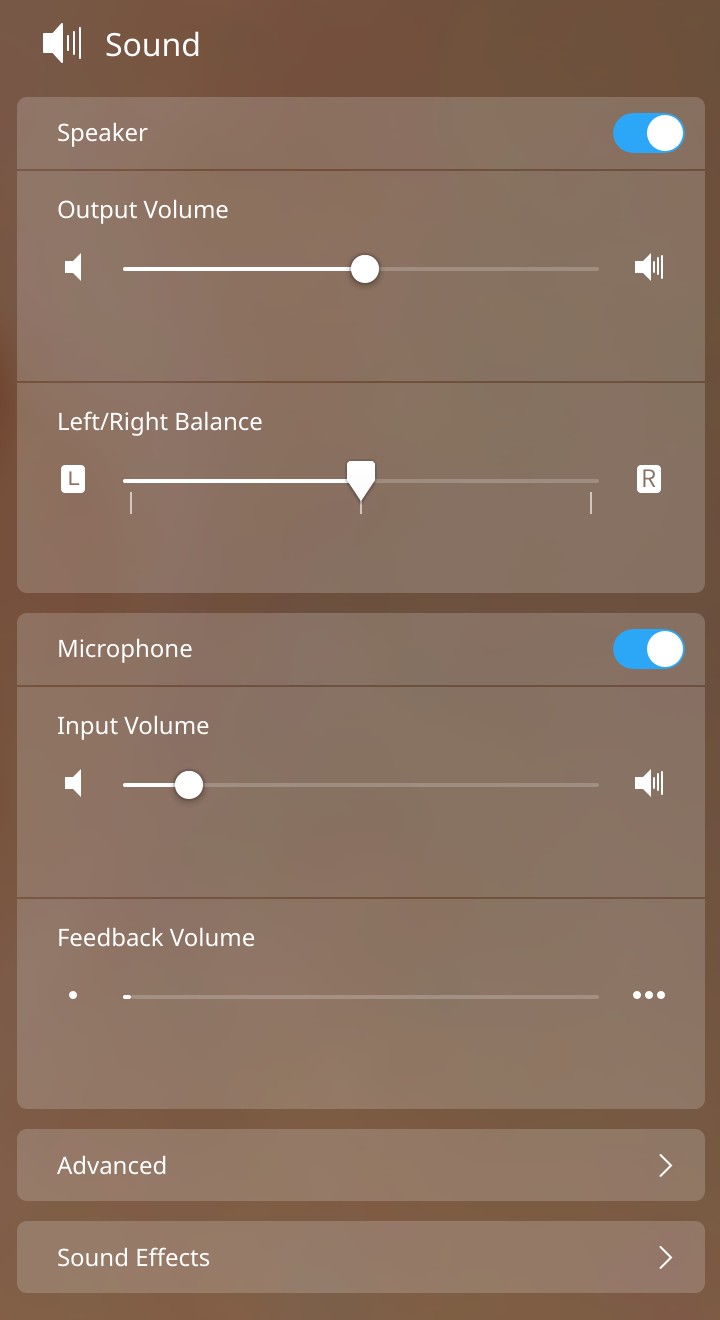 Sound
Speaker
Output Volume
Left/Right Balance
L
R
Microphone
Input Volume
Feedback Volume
Advanced
Sound Effects